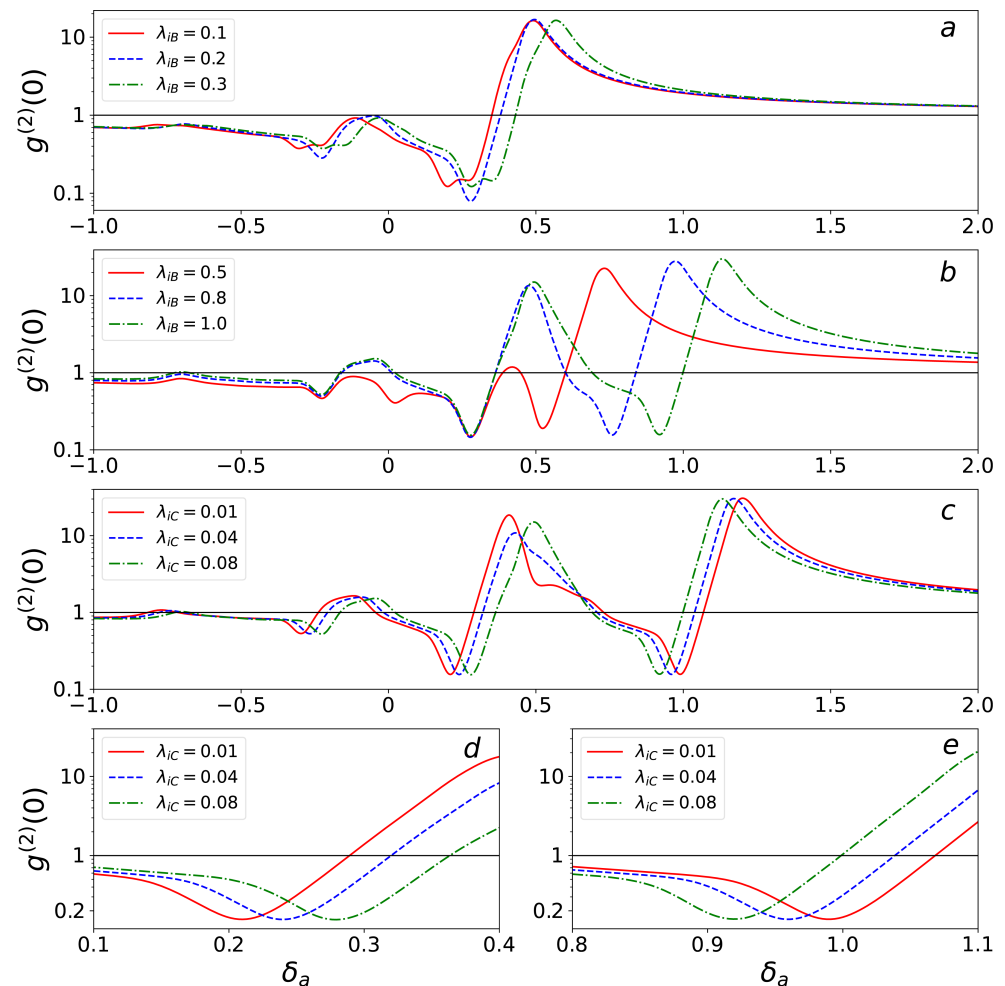 a
λiB = 0.1
λiB = 0.2
λiB = 0.3
g(2)(0)
10
1
0.1
−1.0 −0.5 0 0.5 1.0 1.5 2.0
b
λiB = 0.5
λiB = 0.8
λiB = 1.0
g(2)(0)
10
1
0.1
−1.0 −0.5 0 0.5 1.0 1.5 2.0
c
λiC = 0.01
λiC = 0.04
λiC = 0.08
g(2)(0)
10
1
0.1
−1.0 −0.5 0 0.5 1.0 1.5 2.0
d
λiC = 0.01
λiC = 0.04
λiC = 0.08
g(2)(0)
10
1
0.2
0.1 0.2 0.3 0.4
δa
e
λiC = 0.01
λiC = 0.04
λiC = 0.08
10
1
0.2
0.8 0.9 1.0 1.1
δa